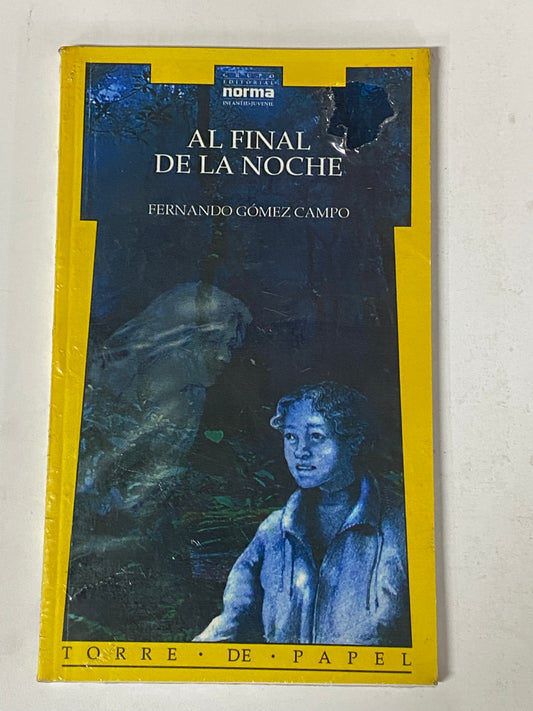 GRUPO
EDITORIAL
norma
INFANTIL-JUVENIL
AL FINAL
DE LA NOCHE
FERNANDO GÓMEZ CAMPO
TORRE · DE · PAPEL